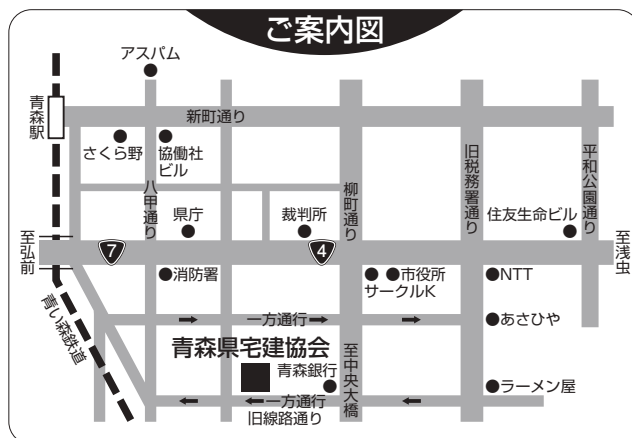 ご案内図
アスパム
青森駅
新町通り
さくら野
協働社
ビル
八甲通り
県庁
裁判所
柳町通り
旧税務署通り
平和公園通り
住友生命ビル
至弘前
7
4
至浅虫
消防署
市役所
サークルK
NTT
青い森鉄道
一方通行
あさひや
青森県宅建協会
青森銀行
至中央大橋
ラーメン屋
一方通行
旧線路通り